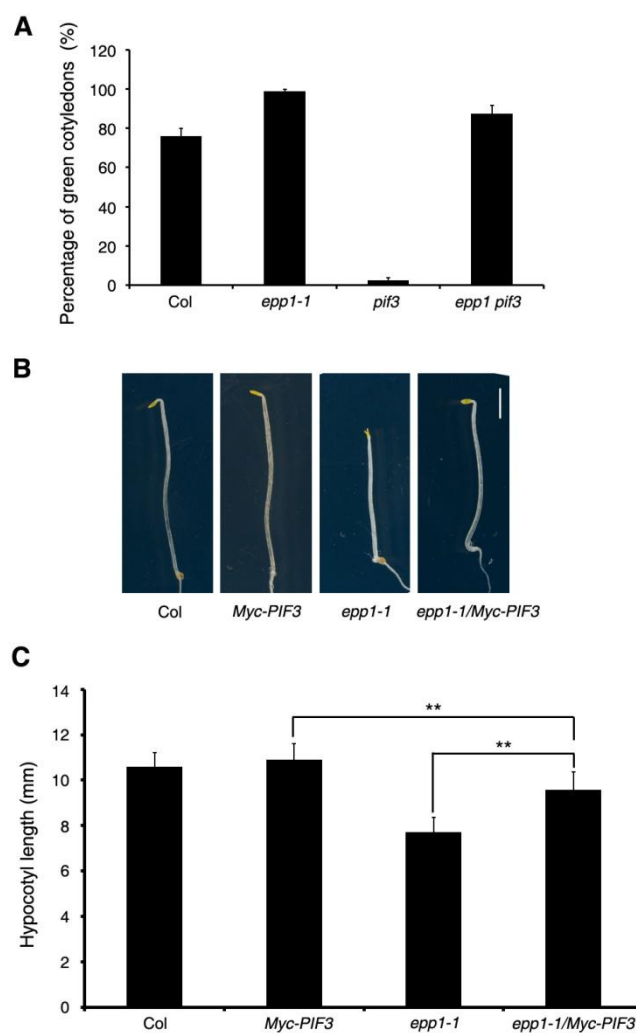 A
Percentage of green cotyledons (%)
120
100
80
60
40
20
0
Col epp1-1 pif3 epp1 pif3
B
Col Myc-PIF3 epp1-1 epp1-1/Myc-PIF3
C
Hypocotyl length (mm)
14
12
10
8
6
4
2
0
**
**
Col Myc-PIF3 epp1-1 epp1-1/Myc-PIF3